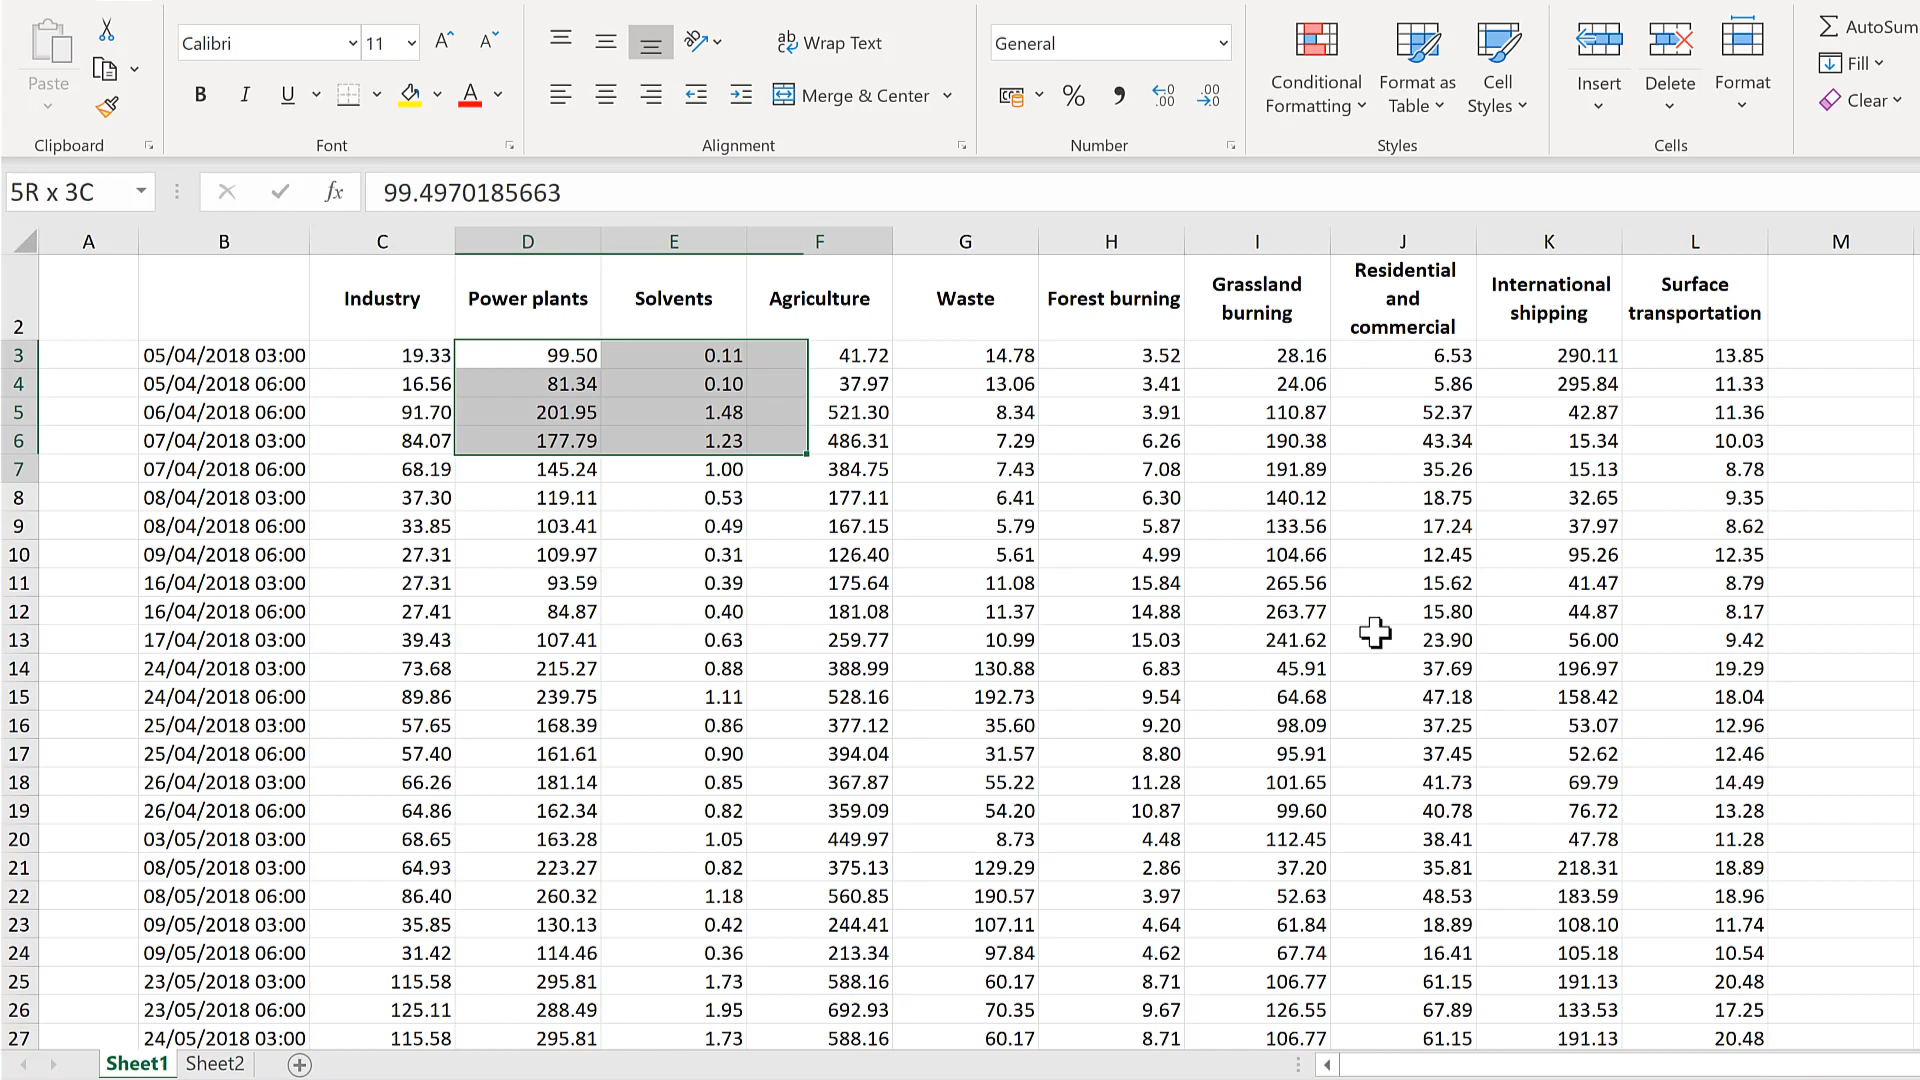 Paste
Clipboard
Calibri
11
A^ A˅
B I U A
Font
ab Wrap Text
Merge & Center
Alignment
General
% , .00 .00
Number
Conditional Formatting
Format as Table
Cell Styles
Styles
Insert
Delete
Format
Cells
Σ AutoSum
Fill
Clear
5R x 3C fx 99.4970185663
A B C D E F G H I J K L M
2 Industry Power plants Solvents Agriculture Waste Forest burning Grassland burning Residential and commercial International shipping Surface transportation
3 05/04/2018 03:00 19.33 99.50 0.11 41.72 14.78 3.52 28.16 6.53 290.11 13.85
4 05/04/2018 06:00 16.56 81.34 0.10 37.97 13.06 3.41 24.06 5.86 295.84 11.33
5 06/04/2018 06:00 91.70 201.95 1.48 521.30 8.34 3.91 110.87 52.37 42.87 11.36
6 07/04/2018 03:00 84.07 177.79 1.23 486.31 7.29 6.26 190.38 43.34 15.34 10.03
7 07/04/2018 06:00 68.19 145.24 1.00 384.75 7.43 7.08 191.89 35.26 15.13 8.78
8 08/04/2018 03:00 37.30 119.11 0.53 177.11 6.41 6.30 140.12 18.75 32.65 9.35
9 08/04/2018 06:00 33.85 103.41 0.49 167.15 5.79 5.87 133.56 17.24 37.97 8.62
10 09/04/2018 06:00 27.31 109.97 0.31 126.40 5.61 4.99 104.66 12.45 95.26 12.35
11 16/04/2018 03:00 27.31 93.59 0.39 175.64 11.08 15.84 265.56 15.62 41.47 8.79
12 16/04/2018 06:00 27.41 84.87 0.40 181.08 11.37 14.88 263.77 15.80 44.87 8.17
13 17/04/2018 03:00 39.43 107.41 0.63 259.77 10.99 15.03 241.62 23.90 56.00 9.42
14 24/04/2018 03:00 73.68 215.27 0.88 388.99 130.88 6.83 45.91 37.69 196.97 19.29
15 24/04/2018 06:00 89.86 239.75 1.11 528.16 192.73 9.54 64.68 47.18 158.42 18.04
16 25/04/2018 03:00 57.65 168.39 0.86 377.12 35.60 9.20 98.09 37.25 53.07 12.96
17 25/04/2018 06:00 57.40 161.61 0.90 394.04 31.57 8.80 95.91 37.45 52.62 12.46
18 26/04/2018 03:00 66.26 181.14 0.85 367.87 55.22 11.28 101.65 41.73 69.79 14.49
19 26/04/2018 06:00 64.86 162.34 0.82 359.09 54.20 10.87 99.60 40.78 76.72 13.28
20 03/05/2018 03:00 68.65 163.28 1.05 449.97 8.73 4.48 112.45 38.41 47.78 11.28
21 08/05/2018 03:00 64.93 223.27 0.82 375.13 129.29 2.86 37.20 35.81 218.31 18.89
22 08/05/2018 06:00 86.40 260.32 1.18 560.85 190.57 3.97 52.63 48.53 183.59 18.96
23 09/05/2018 03:00 35.85 130.13 0.42 244.41 107.11 4.64 61.84 18.89 108.10 11.74
24 09/05/2018 06:00 31.42 114.46 0.36 213.34 97.84 4.62 67.74 16.41 105.18 10.54
25 23/05/2018 03:00 115.58 295.81 1.73 588.16 60.17 8.71 106.77 61.15 191.13 20.48
26 23/05/2018 06:00 125.11 288.49 1.95 692.93 70.35 9.67 126.55 67.89 133.53 17.25
27 24/05/2018 03:00 115.58 295.81 1.73 588.16 60.17 8.71 106.77 61.15 191.13 20.48
Sheet1 Sheet2